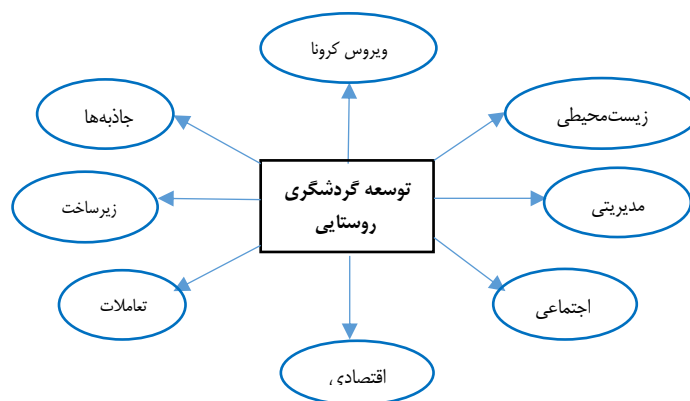 ویروس کرونا
زیست‌محیطی
جاذبه‌ها
توسعه گردشگری
روستایی
مدیریتی
زیرساخت
اجتماعی
تعاملات
اقتصادی